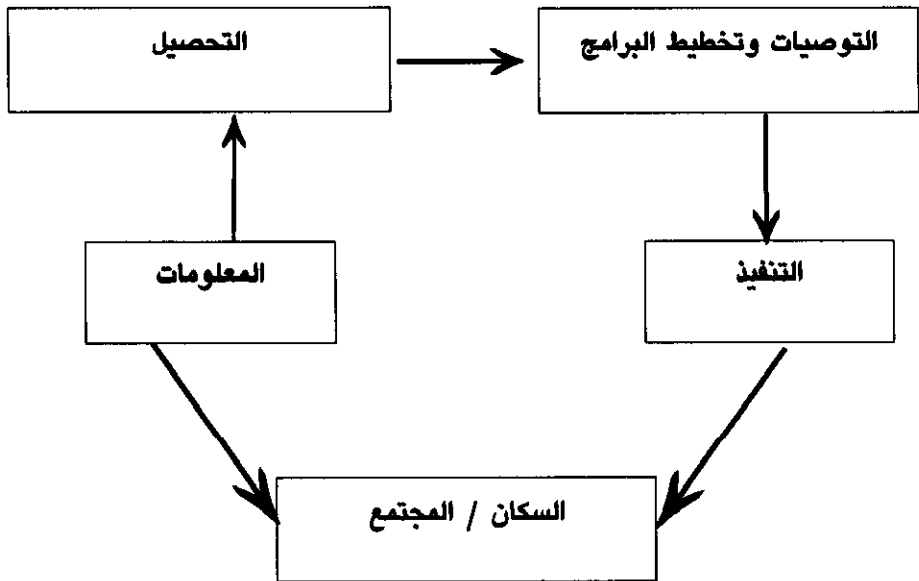 التوصيات وتخطيط البرامج
التحصيل
التنفيذ
المعلومات
السكان / المجتمع